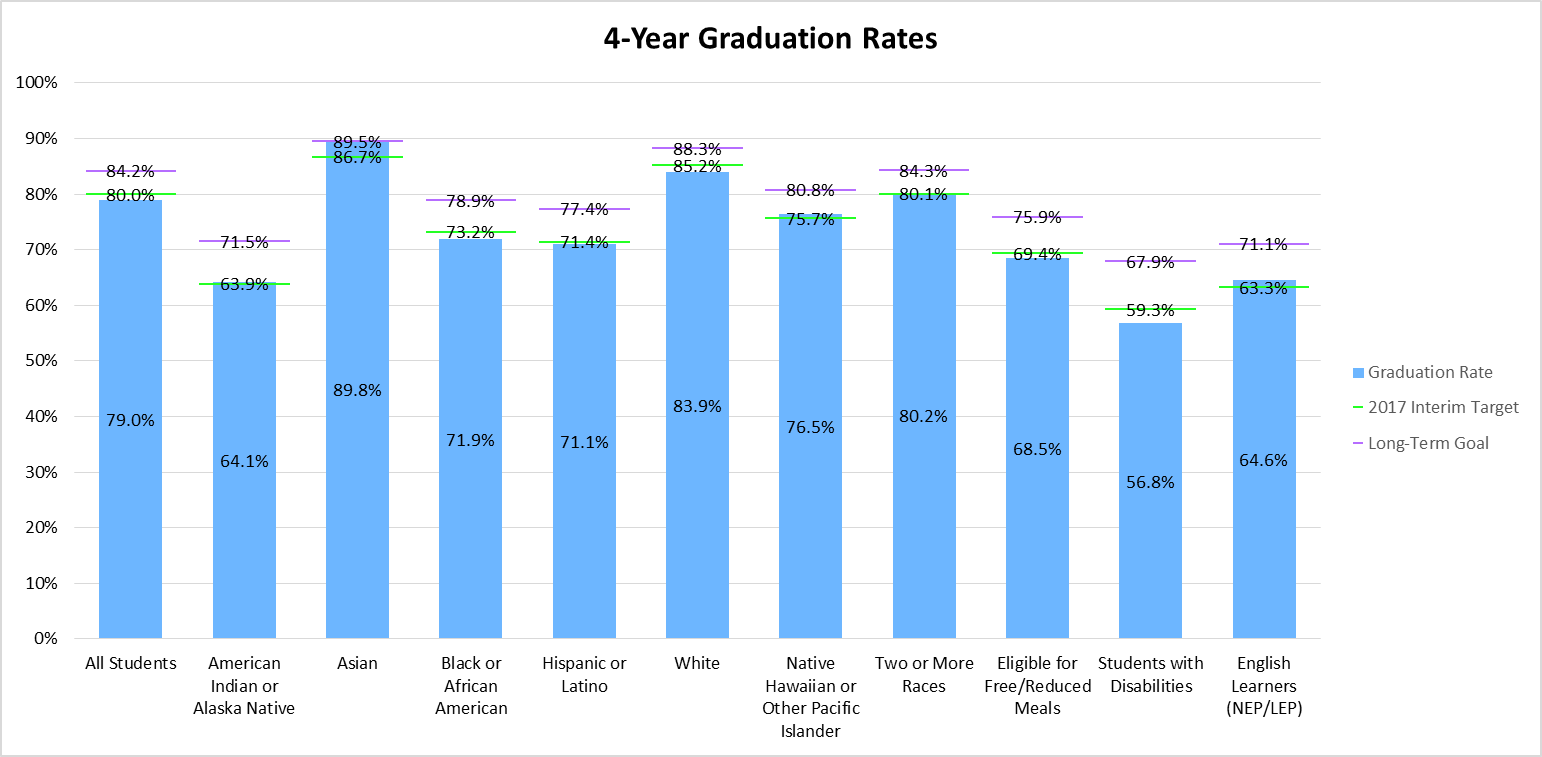 4-Year Graduation Rates
100%
90%
80%
70%
60%
50%
40%
30%
20%
10%
0%
84.2%
80.0%
79.0%
71.5%
63.9%
64.1%
89.5%
86.7%
89.8%
78.9%
73.2%
71.9%
77.4%
71.4%
71.1%
88.3%
85.2%
83.9%
80.8%
75.7%
76.5%
84.3%
80.1%
80.2%
75.9%
69.4%
68.5%
67.9%
59.3%
56.8%
71.1%
63.3%
64.6%
All Students
American
Indian or
Alaska Native
Asian
Black or
African
American
Hispanic or
Latino
White
Native
Hawaiian or
Other Pacific
Islander
Two or More
Races
Eligible for
Free/Reduced
Meals
Students with
Disabilities
English
Learners
(NEP/LEP)
Graduation Rate
2017 Interim Target
Long-Term Goal